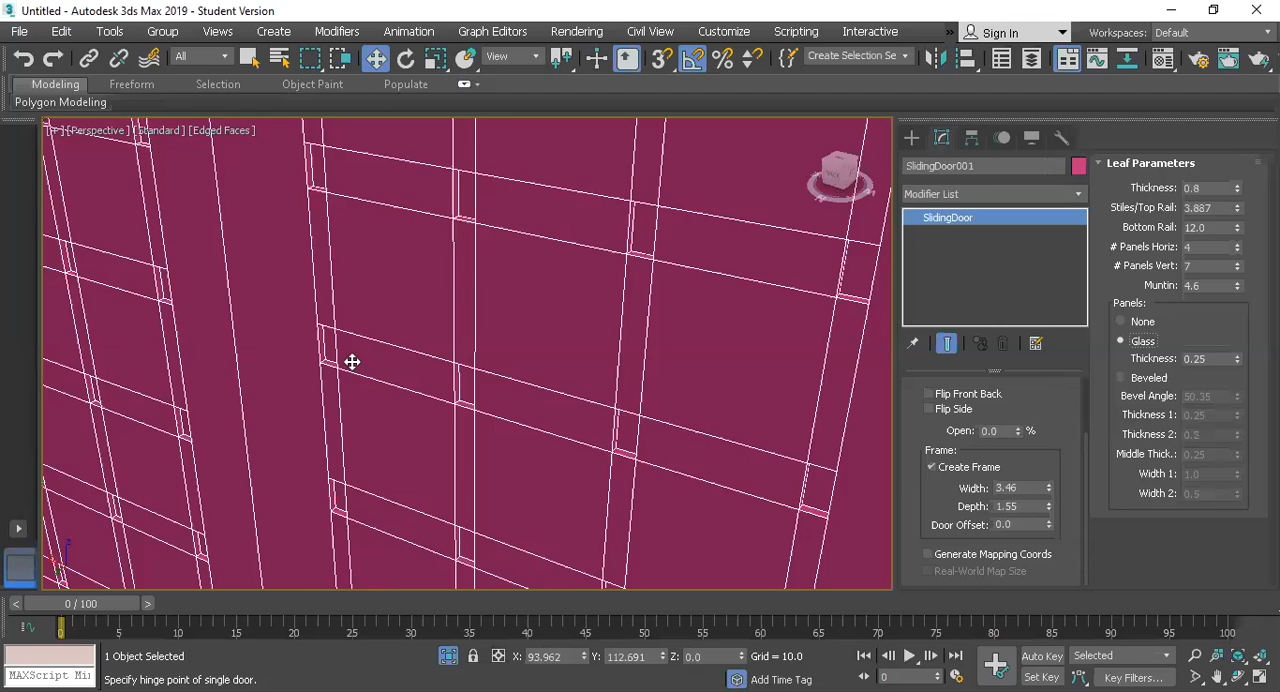 Untitled - Autodesk 3ds Max 2019 - Student Version
File Edit Tools Group Views Create Modifiers Animation Graph Editors Rendering Civil View Customize Scripting Interactive » Sign In Workspaces: Default
All View Create Selection Se
Modeling Freeform Selection Object Paint Populate
Polygon Modeling
[+] [Perspective] [Standard] [Edged Faces]
SlidingDoor001
Modifier List
SlidingDoor
Flip Front Back
Flip Side
Open: 0.0 %
Frame:
Create Frame
Width: 3.46
Depth: 1.55
Door Offset: 0.0
Generate Mapping Coords
Real-World Map Size
Leaf Parameters
Thickness: 0.8
Stiles/Top Rail: 3.887
Bottom Rail: 12.0
# Panels Horiz: 4
# Panels Vert: 7
Muntin: 4.6
Panels:
None
Glass
Thickness: 0.25
Beveled
Bevel Angle: 50.35
Thickness 1: 0.25
Thickness 2: 0.5
Middle Thick.: 0.25
Width 1: 1.0
Width 2: 0.5
< 0 / 100 >
0 5 10 15 20 25 30 35 40 45 50 55 60 65 70 75 80 85 90 95 100
1 Object Selected X: 93.962 Y: 112.691 Z: 0.0 Grid = 10.0 Auto Key Selected
MAXScript Mi Specify hinge point of single door. Add Time Tag 0 Set Key Key Filters...